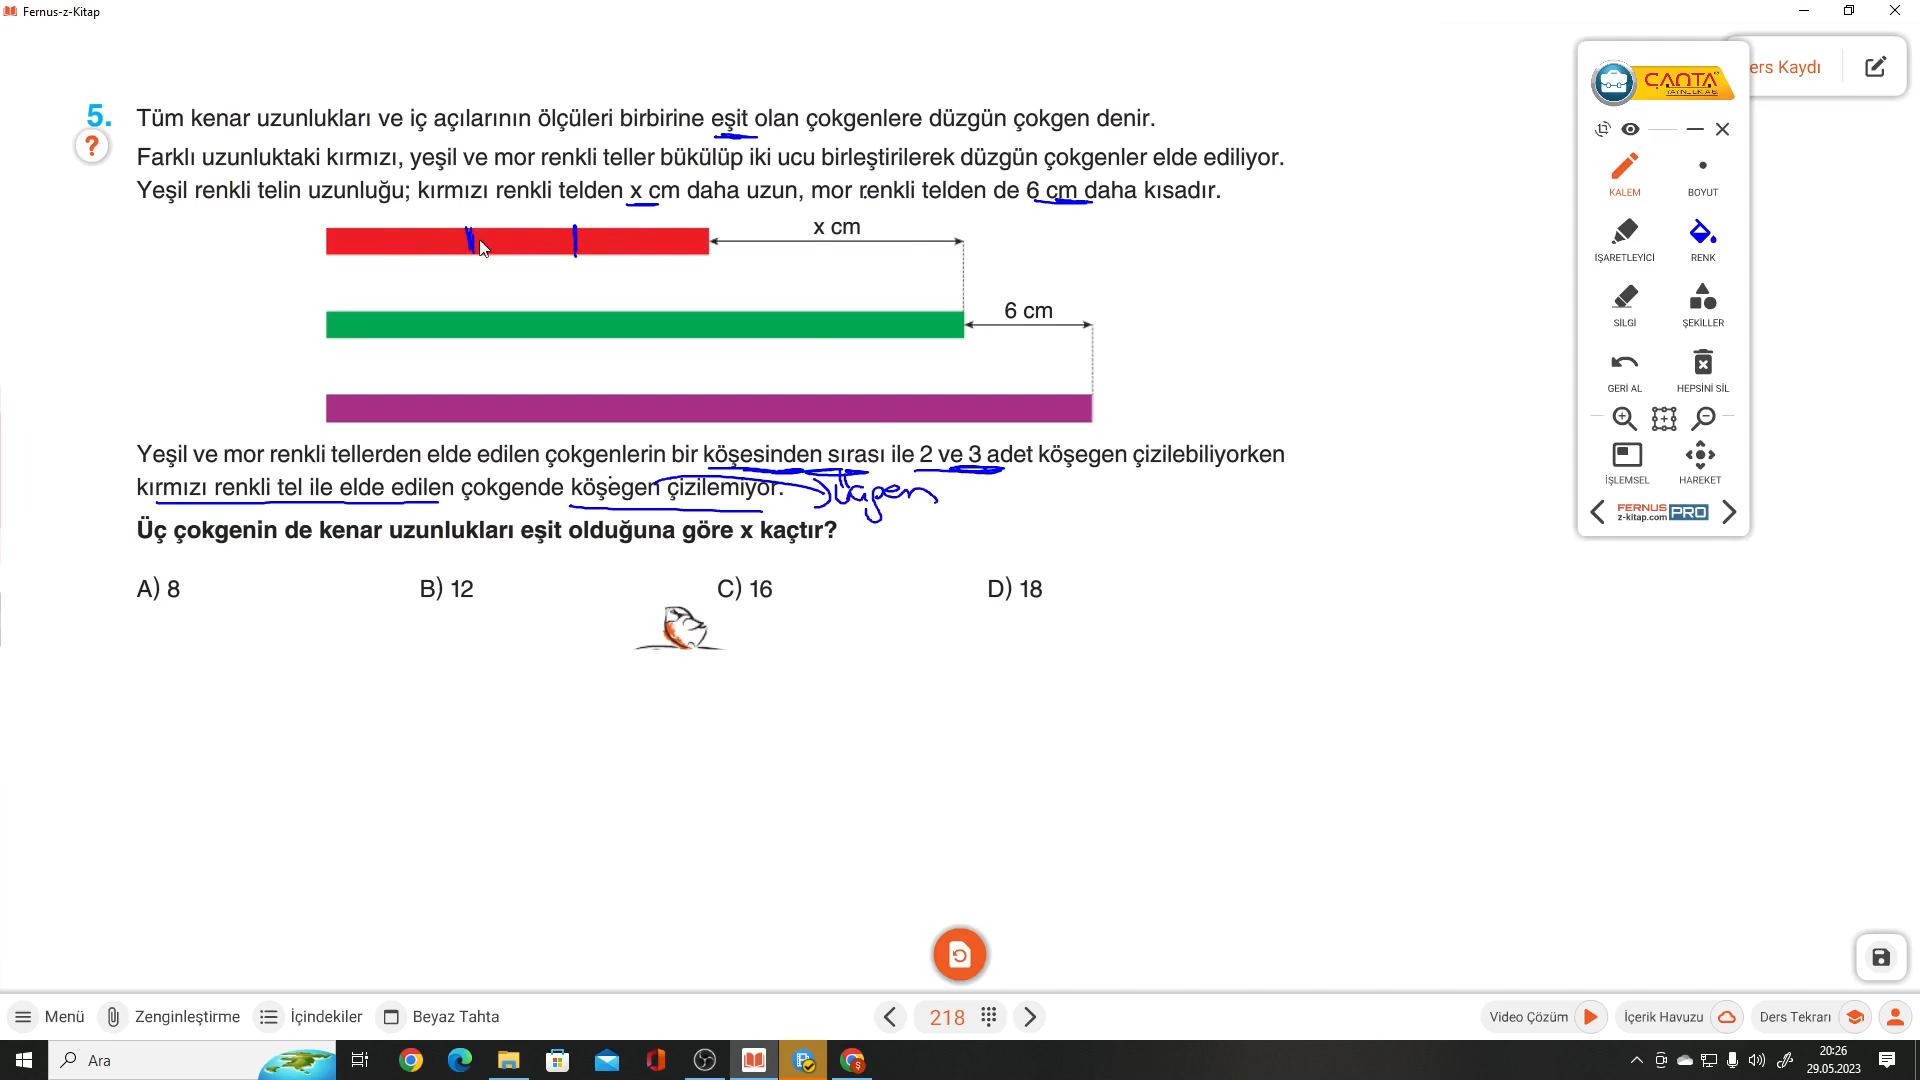 Fernus-z-Kitap
ers Kaydı
ÇANTA
YAYINCILIK A.Ş.
5. Tüm kenar uzunlukları ve iç açılarının ölçüleri birbirine eşit olan çokgenlere düzgün çokgen denir.
?
Farklı uzunluktaki kırmızı, yeşil ve mor renkli teller bükülüp iki ucu birleştirilerek düzgün çokgenler elde ediliyor.
Yeşil renkli telin uzunluğu; kırmızı renkli telden x cm daha uzun, mor renkli telden de 6 cm daha kısadır.
x cm
6 cm
Yeşil ve mor renkli tellerden elde edilen çokgenlerin bir köşesinden sırası ile 2 ve 3 adet köşegen çizilebiliyorken
kırmızı renkli tel ile elde edilen çokgende köşegen çizilemiyor.
Üç çokgenin de kenar uzunlukları eşit olduğuna göre x kaçtır?
A) 8 B) 12 C) 16 D) 18
KALEM BOYUT
İŞARETLEYİCİ RENK
SİLGİ ŞEKİLLER
GERİ AL HEPSİNİ SİL
İŞLEMSEL HAREKET
FERNUS
z-kitap.com PRO
Menü Zenginleştirme İçindekiler Beyaz Tahta 218 Video Çözüm İçerik Havuzu Ders Tekrarı
Ara
20:26
29.05.2023